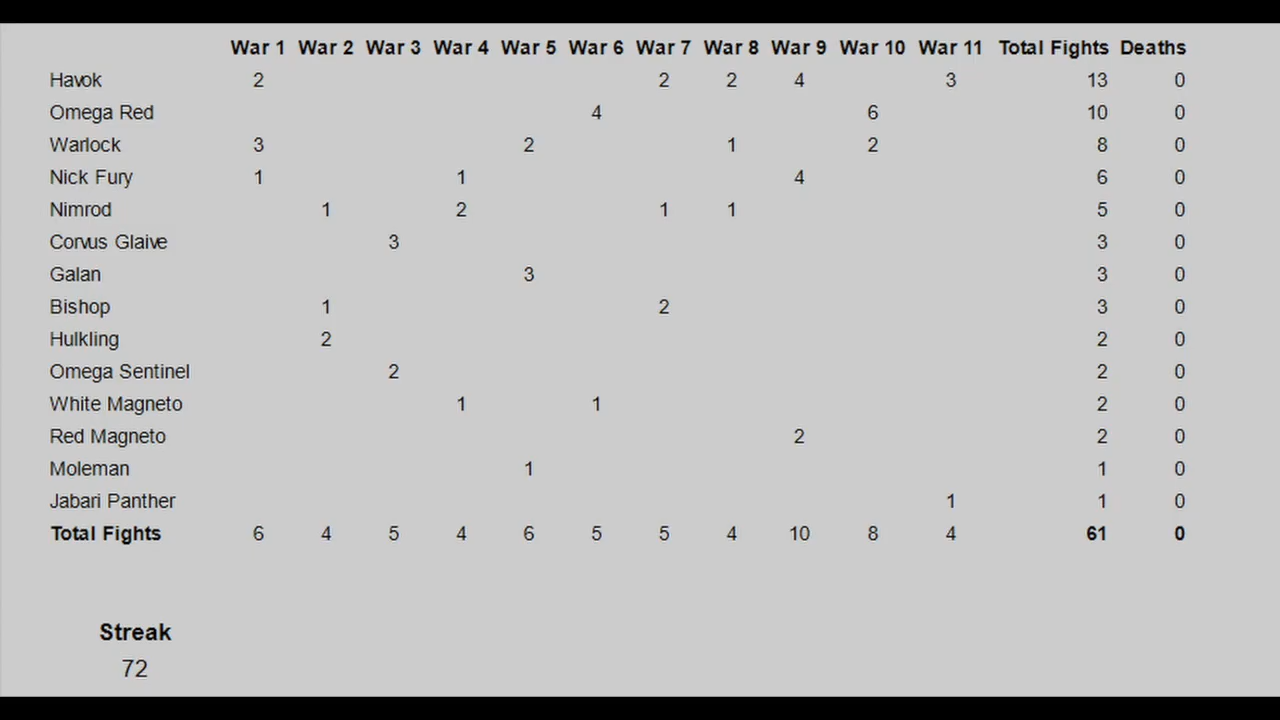 War 1 War 2 War 3 War 4 War 5 War 6 War 7 War 8 War 9 War 10 War 11 Total Fights Deaths
Havok 2 2 2 4 3 13 0
Omega Red 4 6 10 0
Warlock 3 2 1 2 8 0
Nick Fury 1 1 4 6 0
Nimrod 1 2 1 1 5 0
Corvus Glaive 3 3 0
Galan 3 3 0
Bishop 1 2 3 0
Hulkling 2 2 0
Omega Sentinel 2 2 0
White Magneto 1 1 2 0
Red Magneto 2 2 0
Moleman 1 1 0
Jabari Panther 1 1 0
Total Fights 6 4 5 4 6 5 5 4 10 8 4 61 0
Streak
72